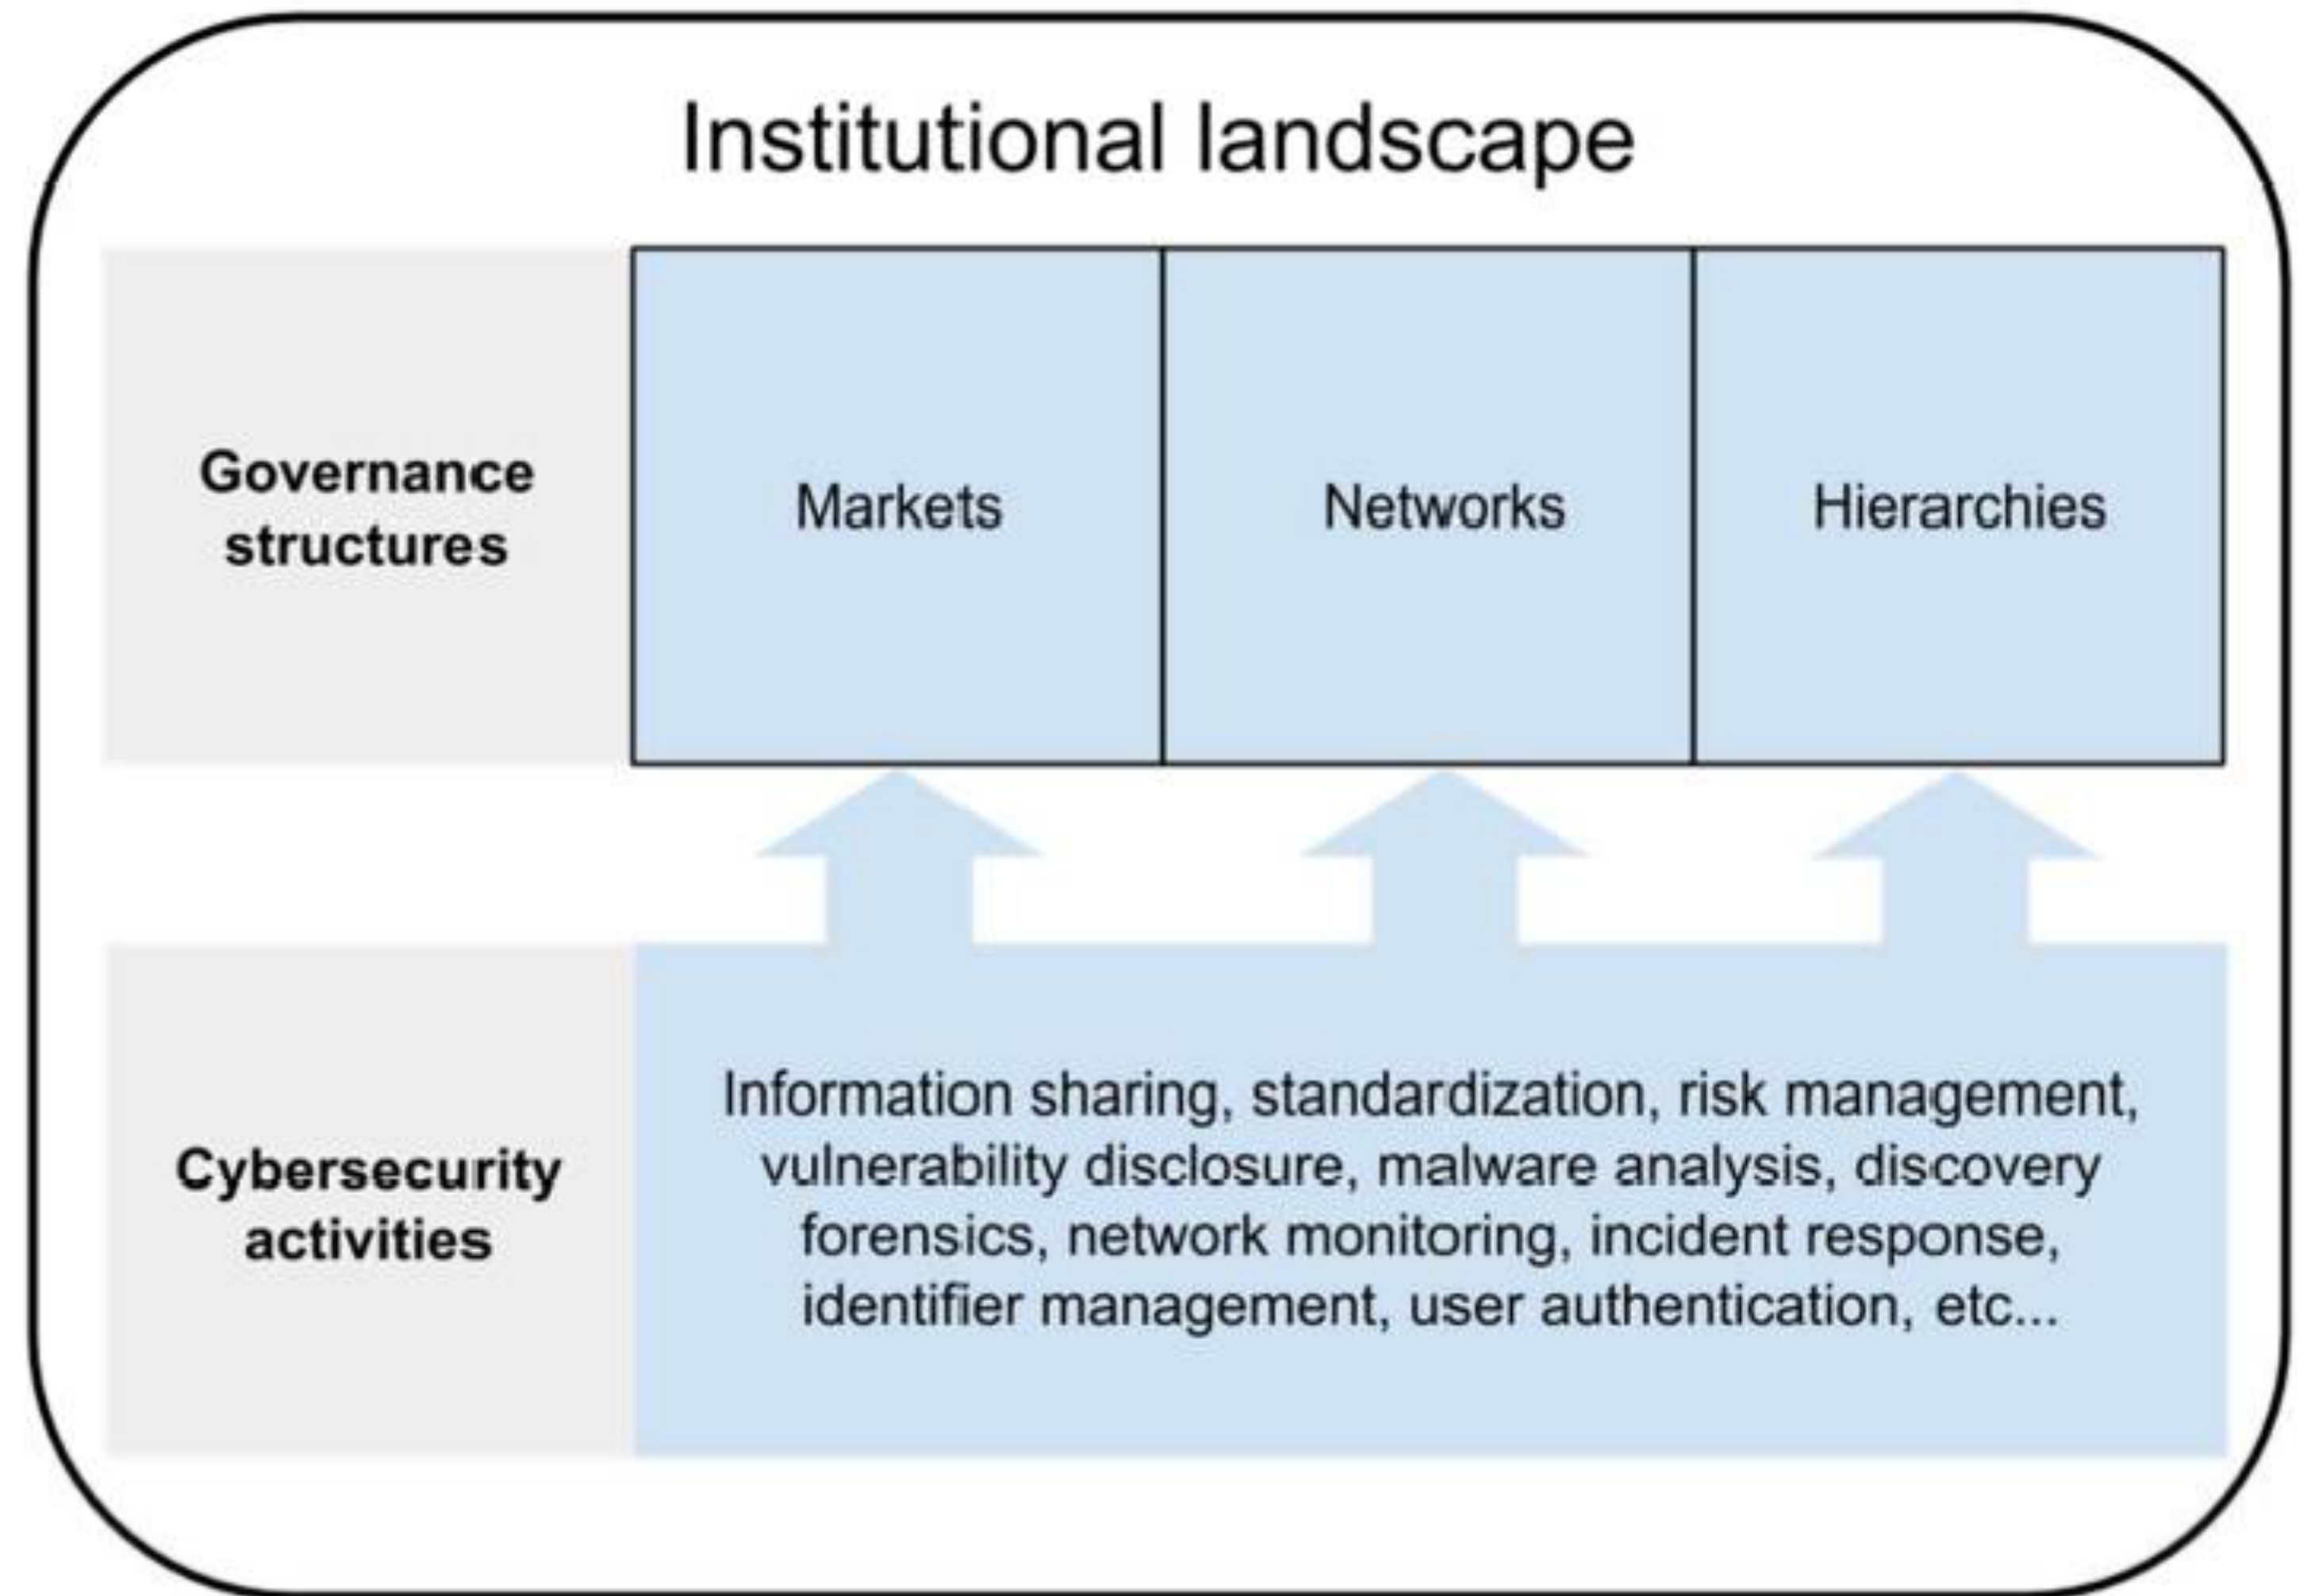 Institutional landscape
Governance
structures
Markets
Networks
Hierarchies
Cybersecurity
activities
Information sharing, standardization, risk management,
vulnerability disclosure, malware analysis, discovery
forensics, network monitoring, incident response,
identifier management, user authentication, etc...